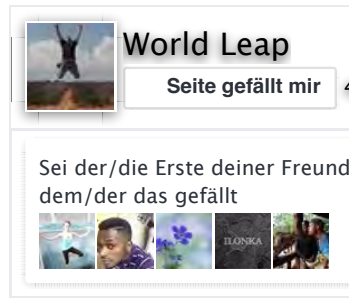 World Leap
Seite gefällt mir
Sei der/die Erste deiner Freund
dem/der das gefällt
ILONKA